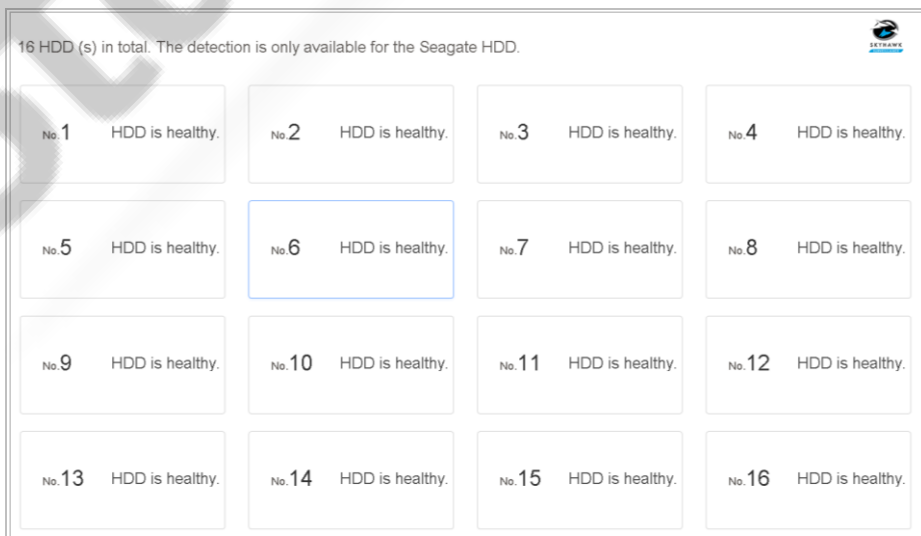 16 HDD (s) in total. The detection is only available for the Seagate HDD.
SKYHAWK
No.1 HDD is healthy.
No.2 HDD is healthy.
No.3 HDD is healthy.
No.4 HDD is healthy.
No.5 HDD is healthy.
No.6 HDD is healthy.
No.7 HDD is healthy.
No.8 HDD is healthy.
No.9 HDD is healthy.
No.10 HDD is healthy.
No.11 HDD is healthy.
No.12 HDD is healthy.
No.13 HDD is healthy.
No.14 HDD is healthy.
No.15 HDD is healthy.
No.16 HDD is healthy.